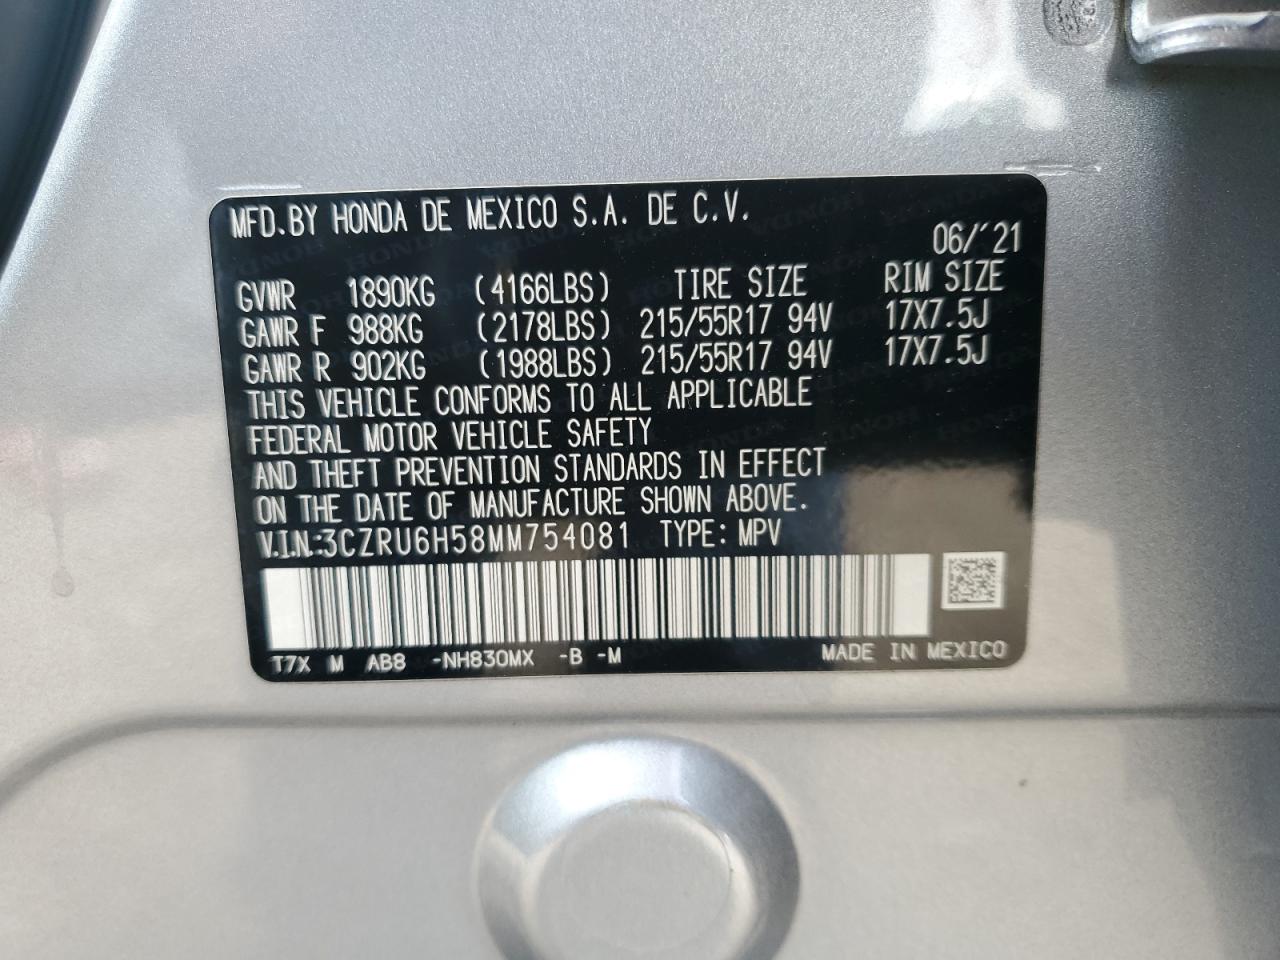 MFD.BY HONDA DE MEXICO S.A. DE C.V.
06/´21
GVWR 1890KG (4166LBS) TIRE SIZE RIM SIZE
GAWR F 988KG (2178LBS) 215/55R17 94V 17X7.5J
GAWR R 902KG (1988LBS) 215/55R17 94V 17X7.5J
THIS VEHICLE CONFORMS TO ALL APPLICABLE
FEDERAL MOTOR VEHICLE SAFETY
AND THEFT PREVENTION STANDARDS IN EFFECT
ON THE DATE OF MANUFACTURE SHOWN ABOVE.
V.I.N:3CZRU6H58MM754081 TYPE: MPV
T7X M AB8 -NH830MX -B -M MADE IN MEXICO